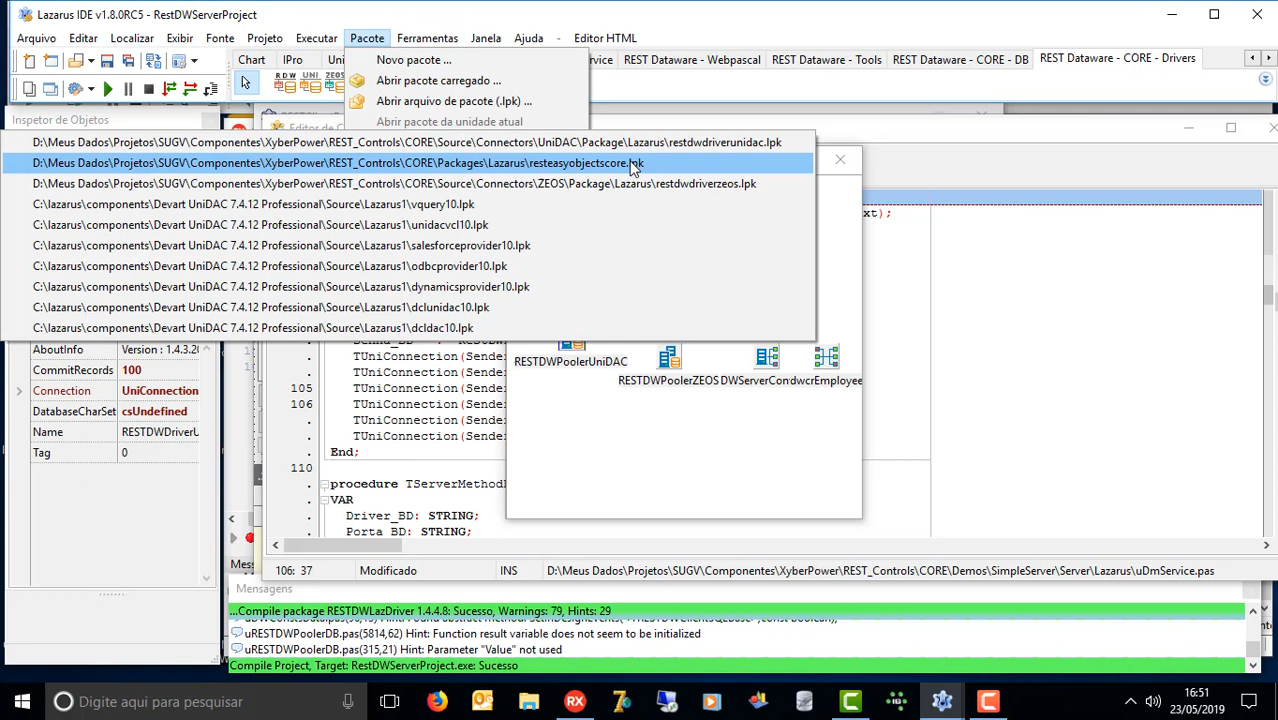 Lazarus IDE v1.8.0RC5 - RestDWServerProject
Arquivo Editar Localizar Exibir Fonte Projeto Executar Pacote Ferramentas Janela Ajuda - Editor HTML
Chart IPro REST Dataware - Webpascal REST Dataware - Tools REST Dataware - CORE - DB REST Dataware - CORE - Drivers
RDW UNI ZEOS
Novo pacote ...
Abrir pacote carregado ...
Abrir arquivo de pacote (.lpk) ...
Abrir pacote da unidade atual
Inspetor de Objetos
D:\Meus Dados\Projetos\SUGV\Componentes\XyberPower\REST_Controls\CORE\Source\Connectors\UniDAC\Package\Lazarus\restdwdriverunidac.lpk
D:\Meus Dados\Projetos\SUGV\Componentes\XyberPower\REST_Controls\CORE\Packages\Lazarus\resteasyobjectscore.lpk
D:\Meus Dados\Projetos\SUGV\Componentes\XyberPower\REST_Controls\CORE\Source\Connectors\ZEOS\Package\Lazarus\restdwdriverzeos.lpk
C:\lazarus\components\Devart UniDAC 7.4.12 Professional\Source\Lazarus1\vquery10.lpk
C:\lazarus\components\Devart UniDAC 7.4.12 Professional\Source\Lazarus1\unidacvcl10.lpk
C:\lazarus\components\Devart UniDAC 7.4.12 Professional\Source\Lazarus1\salesforceprovider10.lpk
C:\lazarus\components\Devart UniDAC 7.4.12 Professional\Source\Lazarus1\odbcprovider10.lpk
C:\lazarus\components\Devart UniDAC 7.4.12 Professional\Source\Lazarus1\dynamicsprovider10.lpk
C:\lazarus\components\Devart UniDAC 7.4.12 Professional\Source\Lazarus1\dclunidac10.lpk
C:\lazarus\components\Devart UniDAC 7.4.12 Professional\Source\Lazarus1\dcldac10.lpk
xt);
AboutInfo Version : 1.4.3.20
CommitRecords 100
Connection UniConnection
DatabaseCharSet csUndefined
Name RESTDWDriverU
Tag 0
TUniConnection(Sender
TUniConnection(Sende
105 TUniConnection(Sende
106 TUniConnection(Sende
TUniConnection(Sende
TUniConnection(Sende
End;
110
procedure TServerMethodD
VAR
Driver_BD: STRING;
Porta_BD: STRING;
RESTDWPoolerUniDAC
RESTDWPoolerZEOS DWServerCon dwcrEmployee
106: 37 Modificado INS D:\Meus Dados\Projetos\SUGV\Componentes\XyberPower\REST_Controls\CORE\Demos\SimpleServer\Server\Lazarus\uDmService.pas
Mensagens
...Compile package RESTDWLazDriver 1.4.4.8: Sucesso, Warnings: 79, Hints: 29
uRESTDWPoolerDB.pas(5814,62) Hint: Function result variable does not seem to be initialized
uRESTDWPoolerDB.pas(315,21) Hint: Parameter "Value" not used
Compile Project, Target: RestDWServerProject.exe: Sucesso
Digite aqui para pesquisar
16:51
23/05/2019